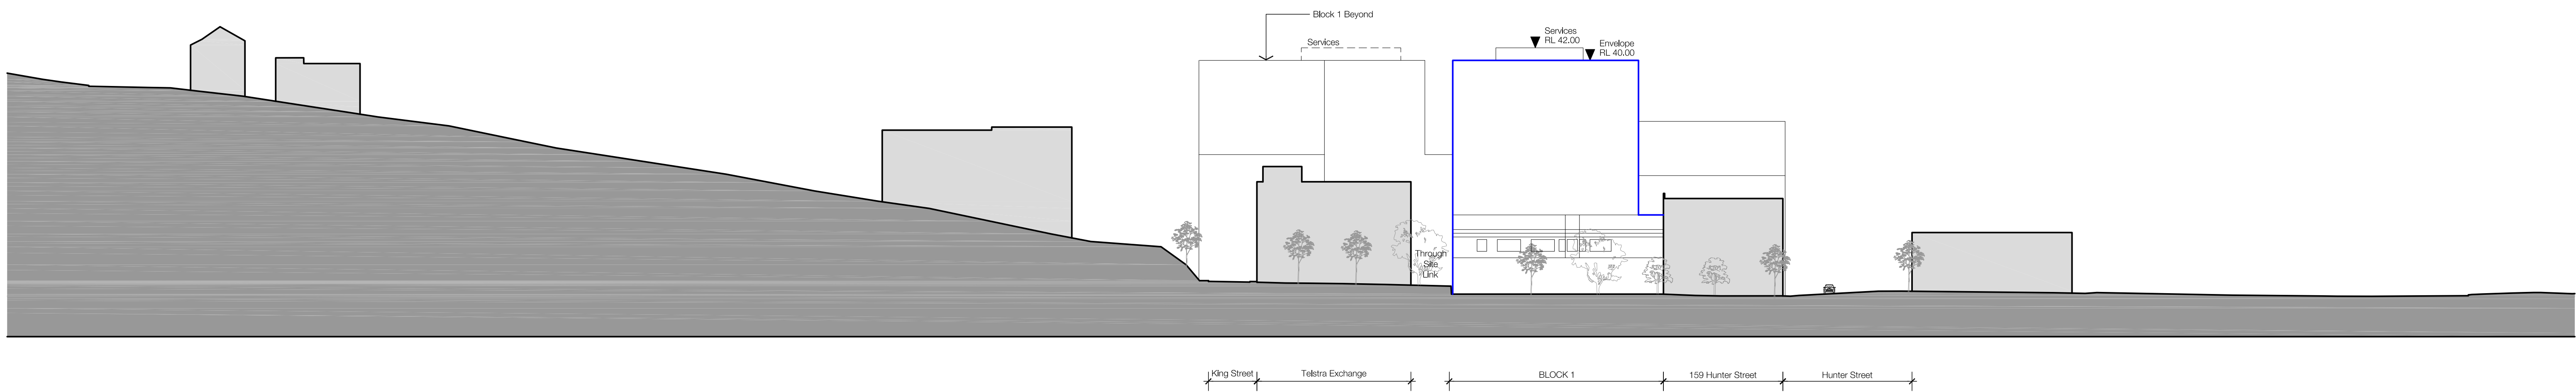 Block 1 Beyond
Services
Services
RL 42.00
Envelope
RL 40.00
Through
Site
Link
King Street
Telstra Exchange
BLOCK 1
159 Hunter Street
Hunter Street